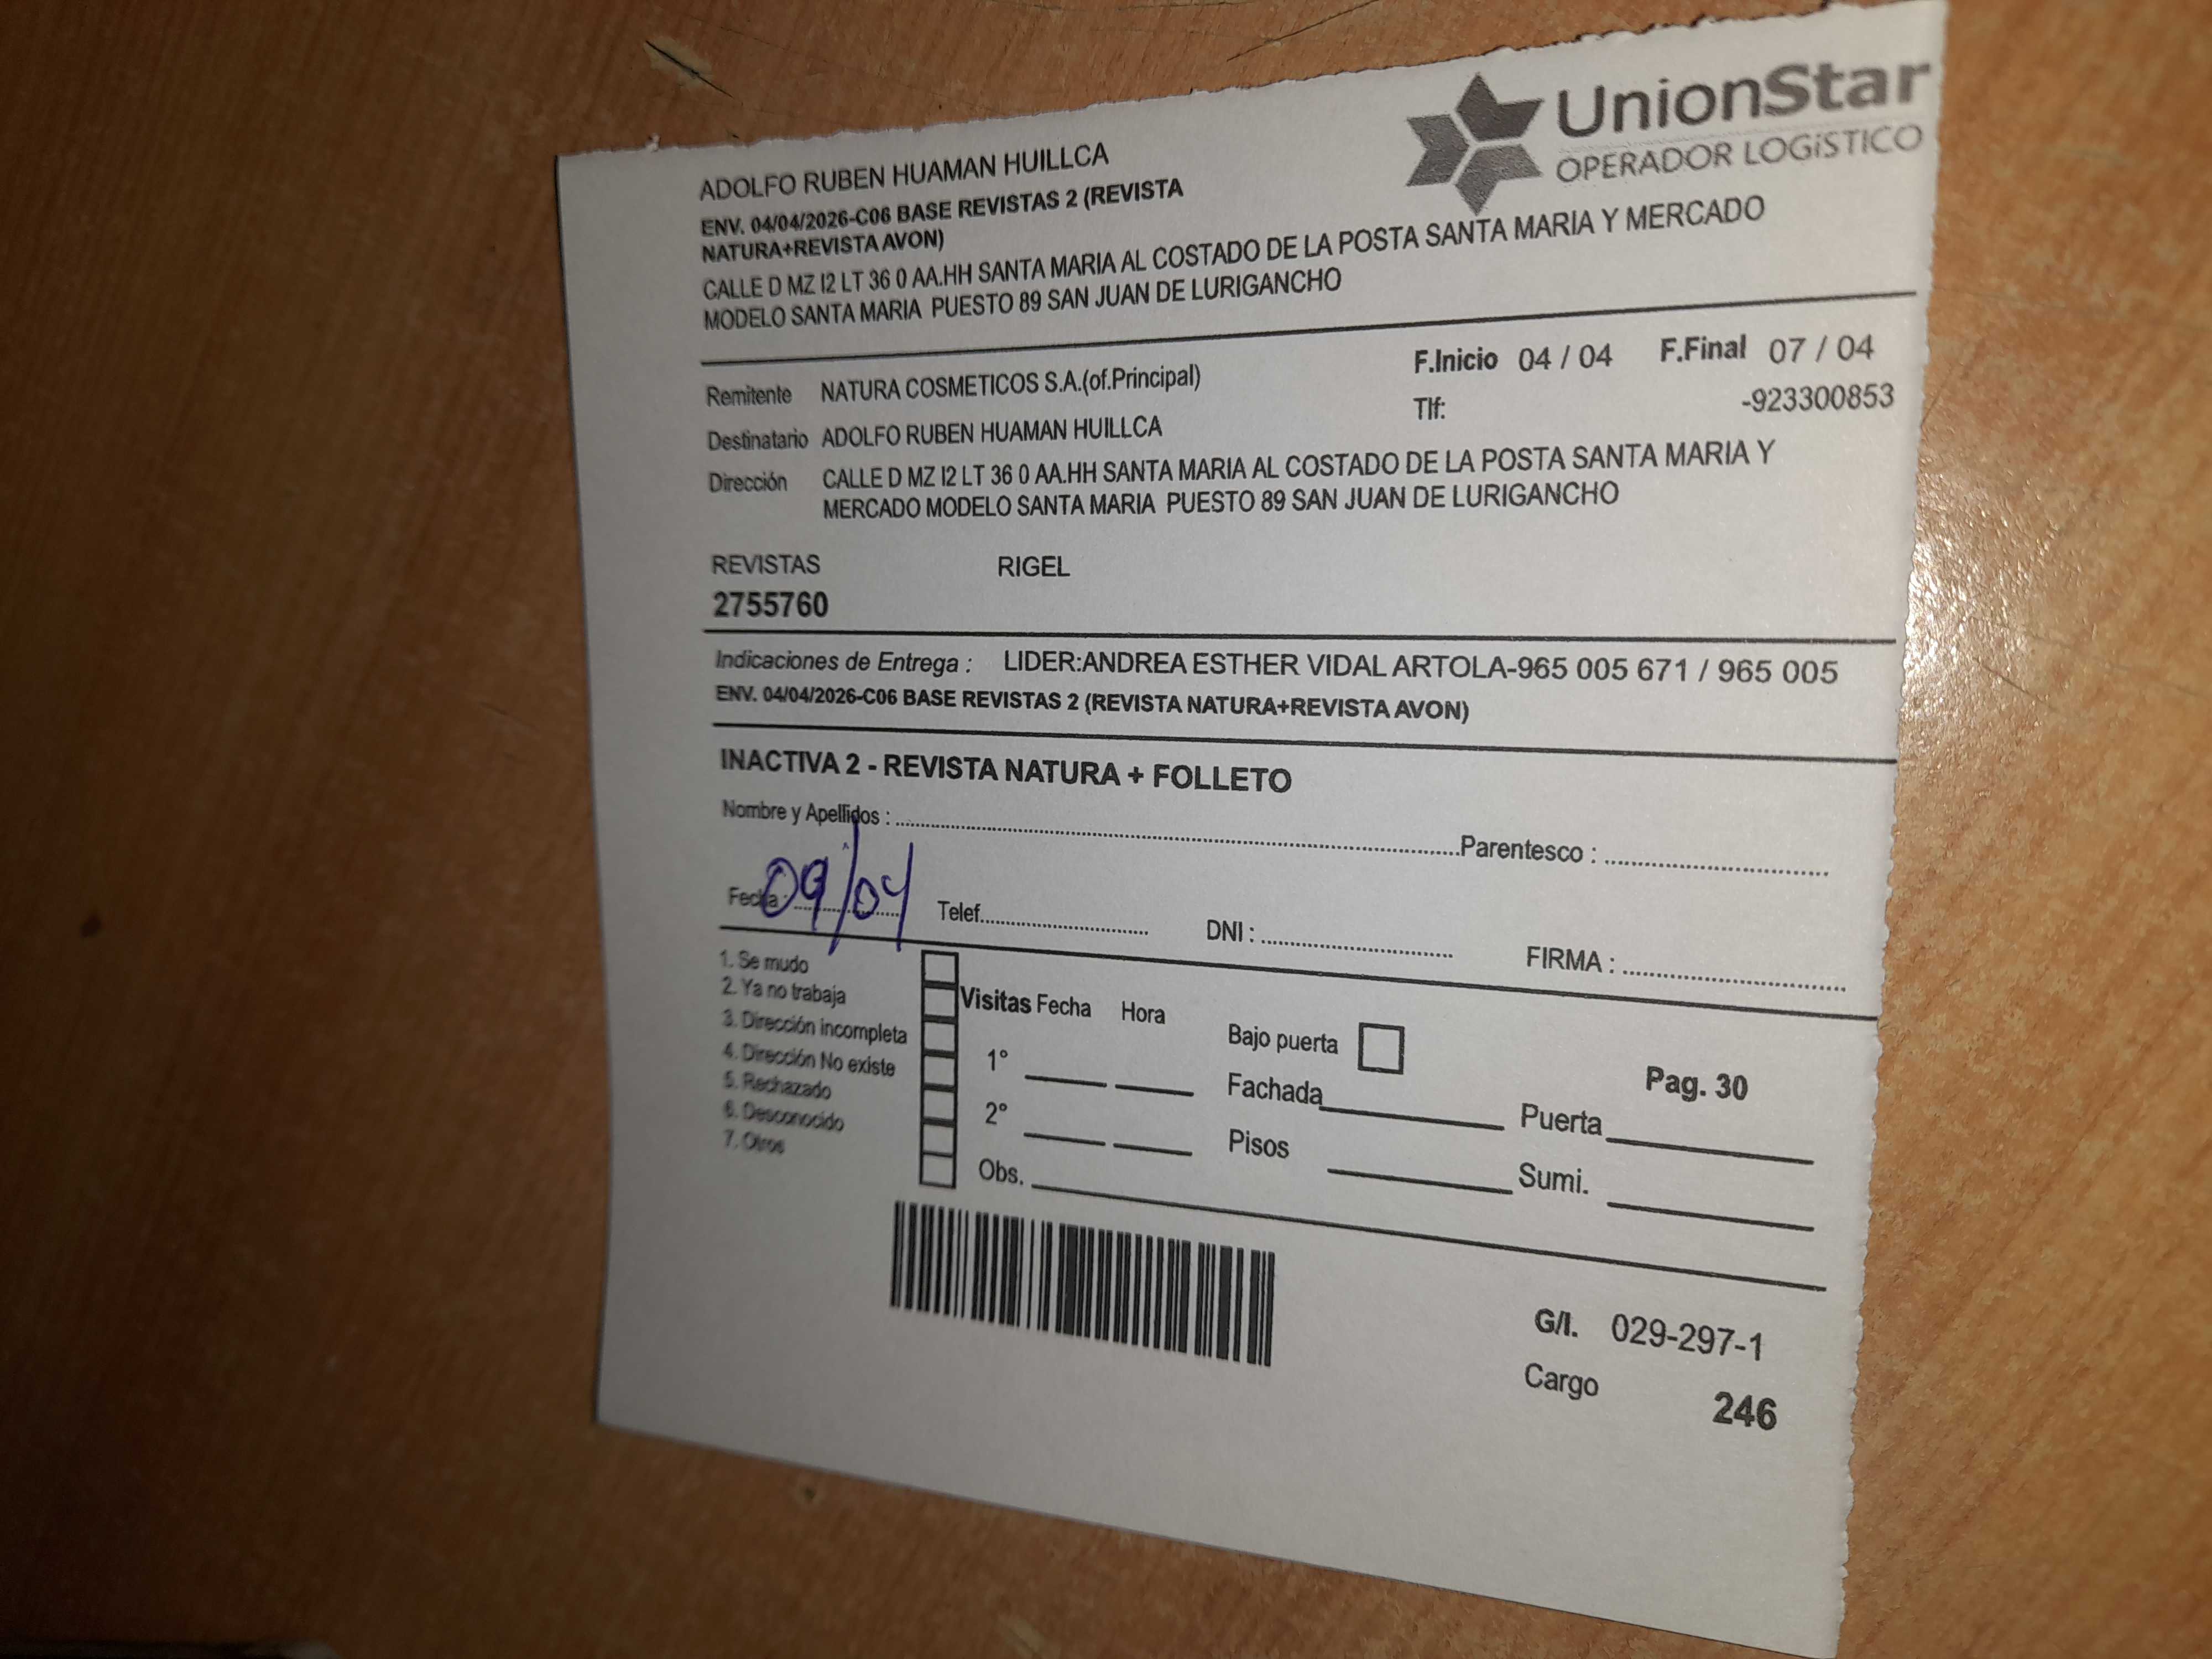 UnionStar
OPERADOR LOGíSTICO
ADOLFO RUBEN HUAMAN HUILLCA
ENV. 04/04/2026-C06 BASE REVISTAS 2 (REVISTA
NATURA+REVISTA AVON)
CALLE D MZ I2 LT 36 0 AA.HH SANTA MARIA AL COSTADO DE LA POSTA SANTA MARIA Y MERCADO
MODELO SANTA MARIA PUESTO 89 SAN JUAN DE LURIGANCHO
Remitente NATURA COSMETICOS S.A.(of.Principal) F.Inicio 04 / 04 F.Final 07 / 04
Destinatario ADOLFO RUBEN HUAMAN HUILLCA Tlf: -923300853
Dirección CALLE D MZ I2 LT 36 0 AA.HH SANTA MARIA AL COSTADO DE LA POSTA SANTA MARIA Y
MERCADO MODELO SANTA MARIA PUESTO 89 SAN JUAN DE LURIGANCHO
REVISTAS RIGEL
2755760
Indicaciones de Entrega : LIDER:ANDREA ESTHER VIDAL ARTOLA-965 005 671 / 965 005
ENV. 04/04/2026-C06 BASE REVISTAS 2 (REVISTA NATURA+REVISTA AVON)
INACTIVA 2 - REVISTA NATURA + FOLLETO
Nombre y Apellidos : Parentesco :
Fecha : 09/04 Telef. DNI : FIRMA :
1. Se mudo
2. Ya no trabaja
3. Dirección incompleta
4. Dirección No existe
5. Rechazado
6. Desconocido
7. Otros
Visitas Fecha Hora
1°
2°
Obs.
Bajo puerta
Fachada
Pisos
Pag. 30
Puerta
Sumi.
G/I. 029-297-1
Cargo 246